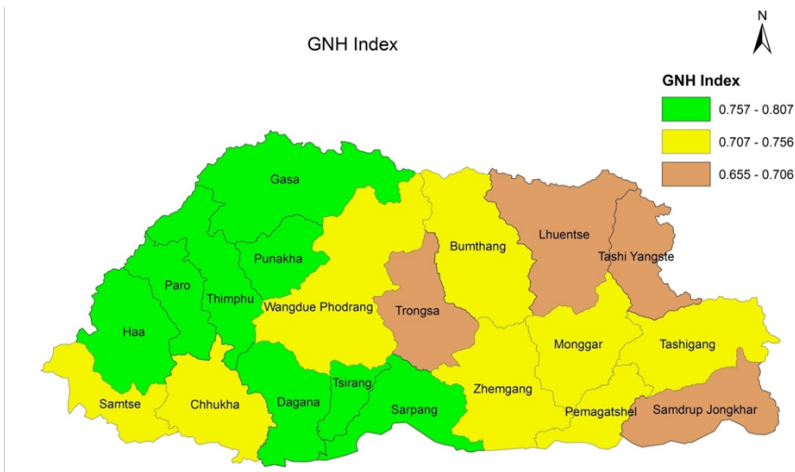 N
GNH Index
GNH Index
0.757 - 0.807
0.707 - 0.756
0.655 - 0.706
Gasa
Lhuentse
Bumthang
Tashi Yangste
Punakha
Paro
Thimphu
Wangdue Phodrang
Trongsa
Haa
Monggar
Tashigang
Tsirang
Zhemgang
Samtse
Chhukha
Dagana
Sarpang
Pemagatshel
Samdrup Jongkhar